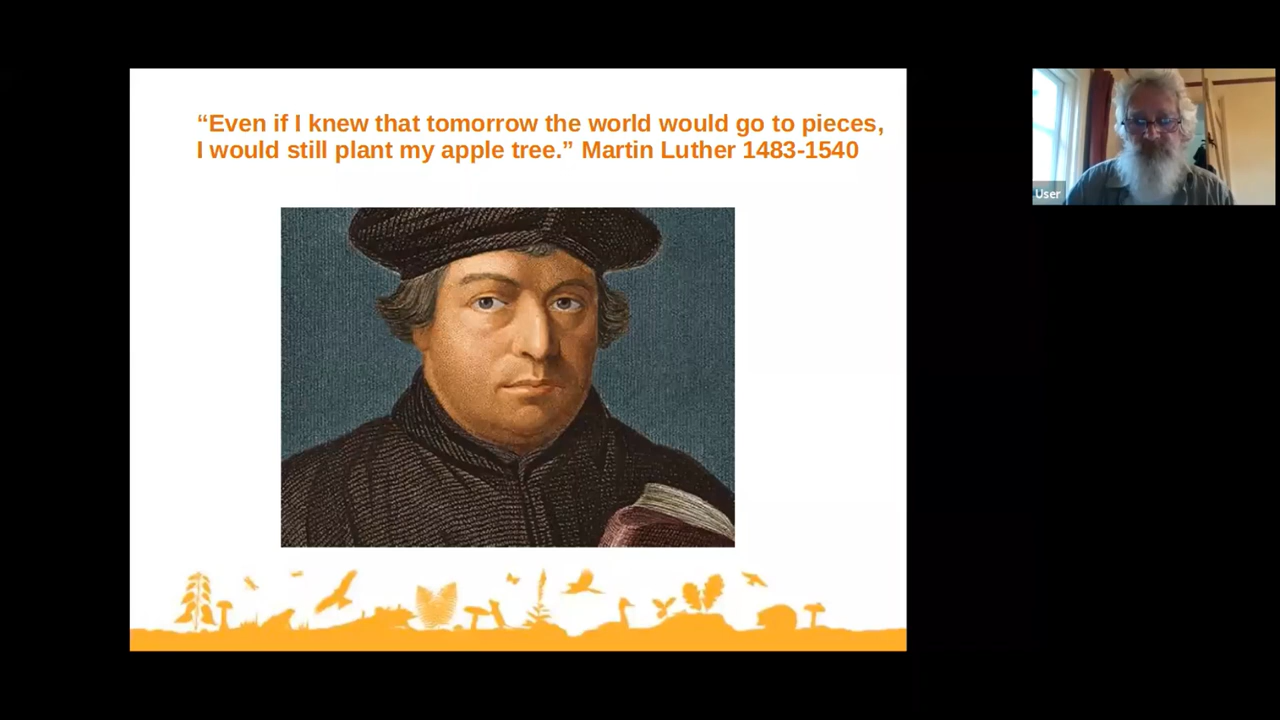 “Even if I knew that tomorrow the world would go to pieces,
I would still plant my apple tree.” Martin Luther 1483-1540
User